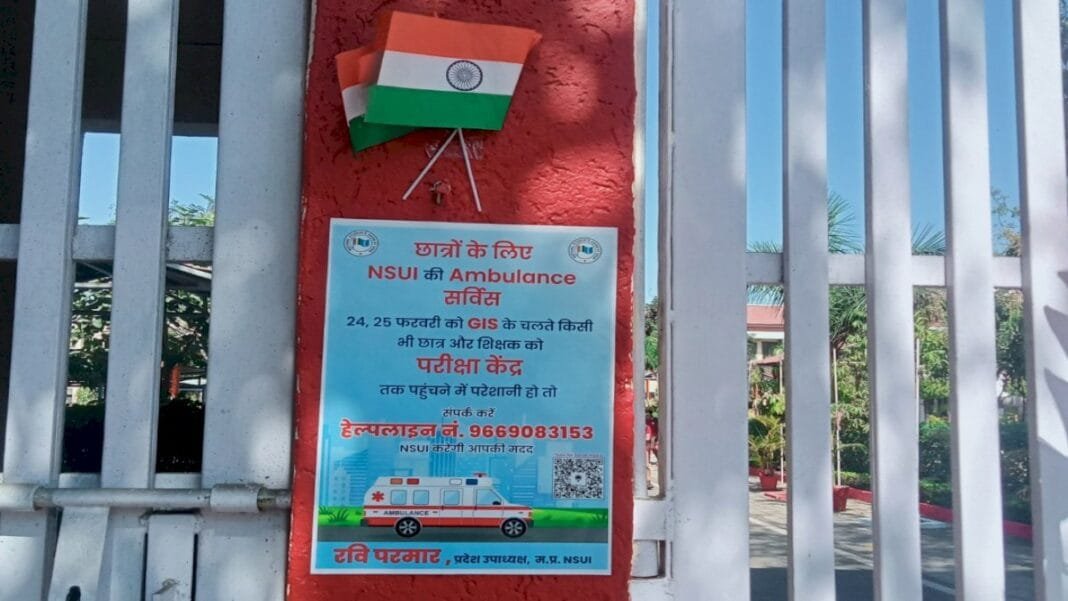 छात्रों के लिए
NSUI की Ambulance
सर्विस
24, 25 फरवरी को GIS के चलते किसी
भी छात्र और शिक्षक को
परीक्षा केंद्र
तक पहुंचने में परेशानी हो तो
संपर्क करें
हेल्पलाइन नं. 9669083153
NSUI करेगी आपकी मदद
AMBULANCE
रवि परमार , प्रदेश उपाध्यक्ष, म.प्र. NSUI